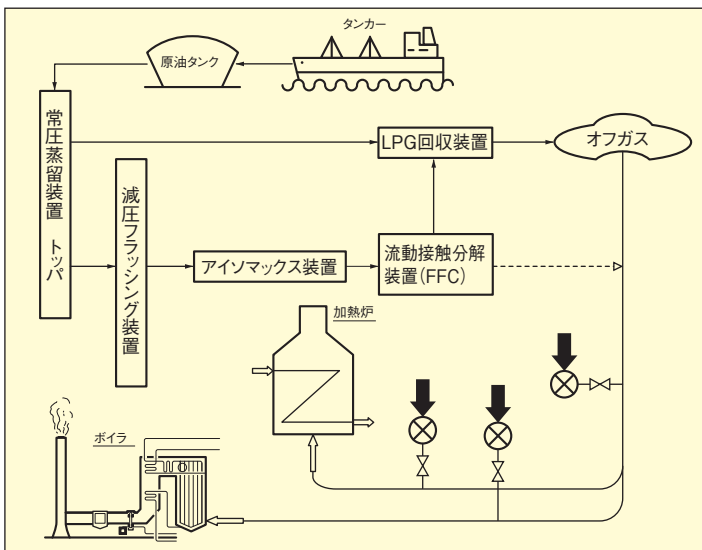 タンカー
原油タンク
常圧蒸留装置 トッパ
LPG回収装置
オフガス
減圧フラッシング装置
アイソマックス装置
流動接触分解
装置(FFC)
加熱炉
ボイラ